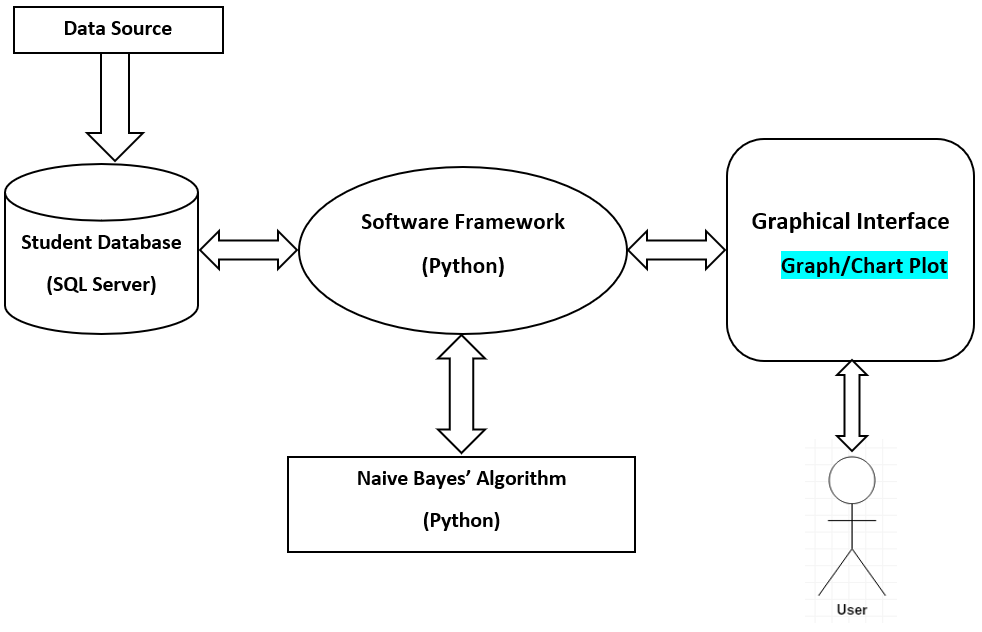 Data Source
Student Database
(SQL Server)
Software Framework
(Python)
Graphical Interface
Graph/Chart Plot
Naive Bayes’ Algorithm
(Python)
User